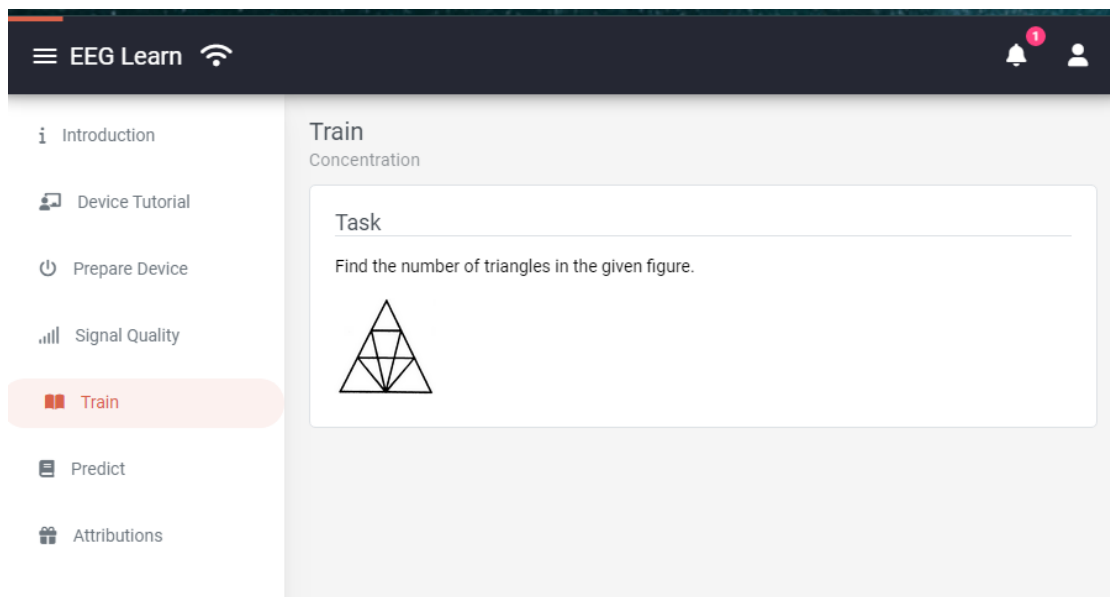 EEG Learn
1
Introduction
Device Tutorial
Prepare Device
Signal Quality
Train
Predict
Attributions
Train
Concentration
Task
Find the number of triangles in the given figure.